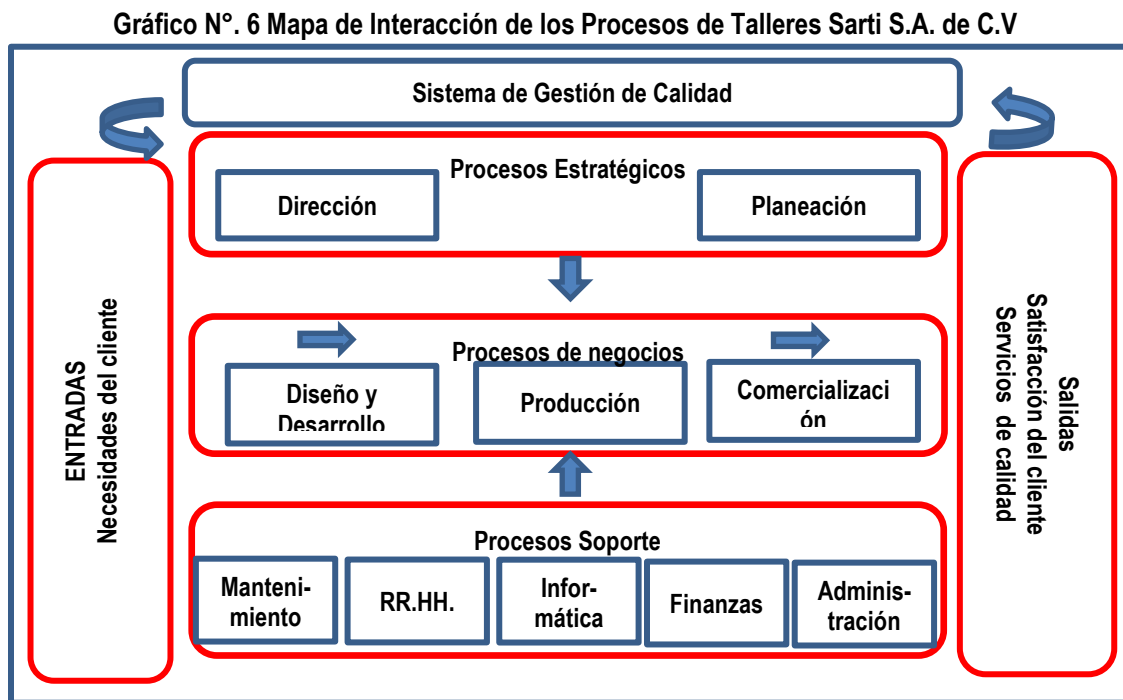 Gráfico N°. 6 Mapa de Interacción de los Procesos de Talleres Sarti S.A. de C.V
Sistema de Gestión de Calidad
ENTRADAS
Necesidades del cliente
Procesos Estratégicos
Dirección
Planeación
Procesos de negocios
Diseño y
Desarrollo
Producción
Comercializaci
ón
Procesos Soporte
Manteni-
miento
RR.HH.
Infor-
mática
Finanzas
Adminis-
tración
Salidas
Satisfacción del cliente
Servicios de calidad